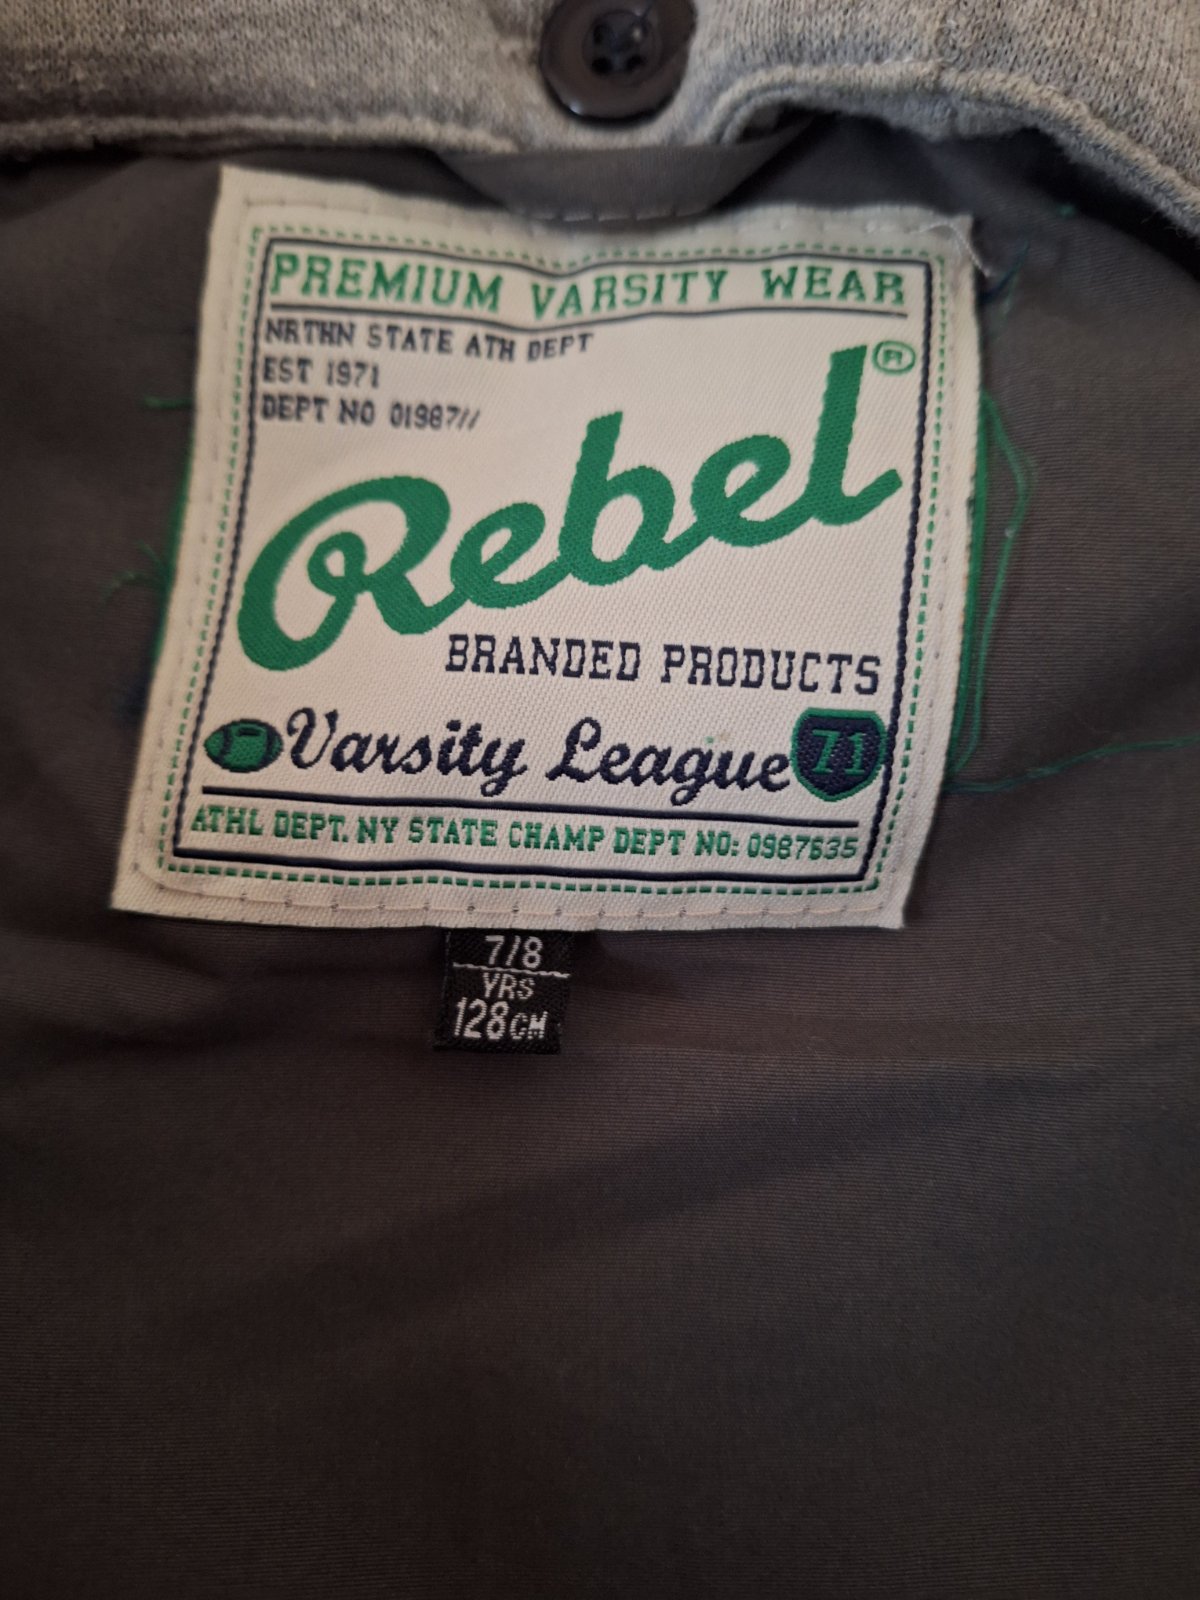 PREMIUM VARSITY WEAR
NRTHN STATE ATH DEPT
EST 1971
DEPT NO 01987//
Rebel®
BRANDED PRODUCTS
Varsity League 71
ATHL DEPT. NY STATE CHAMP DEPT NO: 0987635
7/8
YRS
128CM